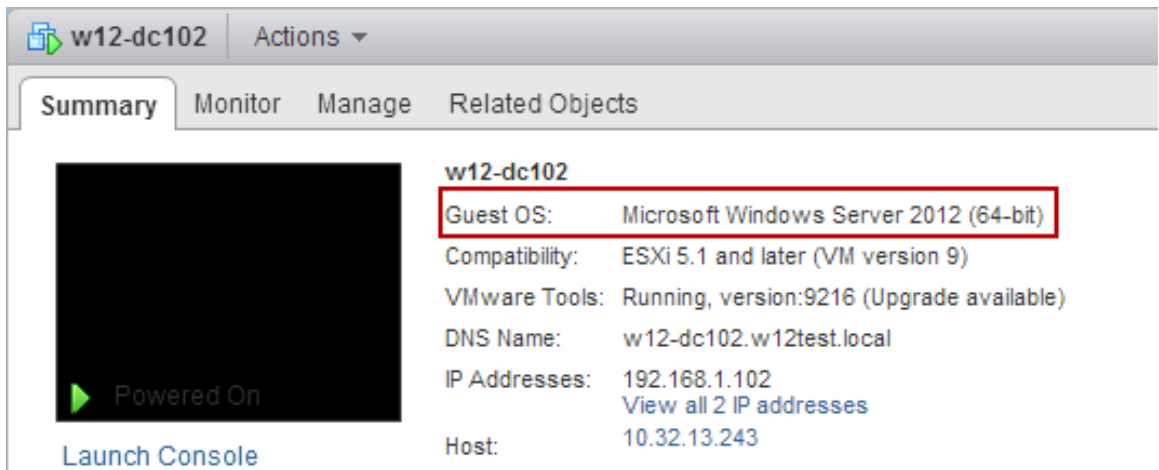 w12-dc102 Actions
Summary Monitor Manage Related Objects
w12-dc102
Guest OS: Microsoft Windows Server 2012 (64-bit)
Compatibility: ESXi 5.1 and later (VM version 9)
VMware Tools: Running, version:9216 (Upgrade available)
DNS Name: w12-dc102.w12test.local
IP Addresses: 192.168.1.102
View all 2 IP addresses
Host: 10.32.13.243
Powered On
Launch Console